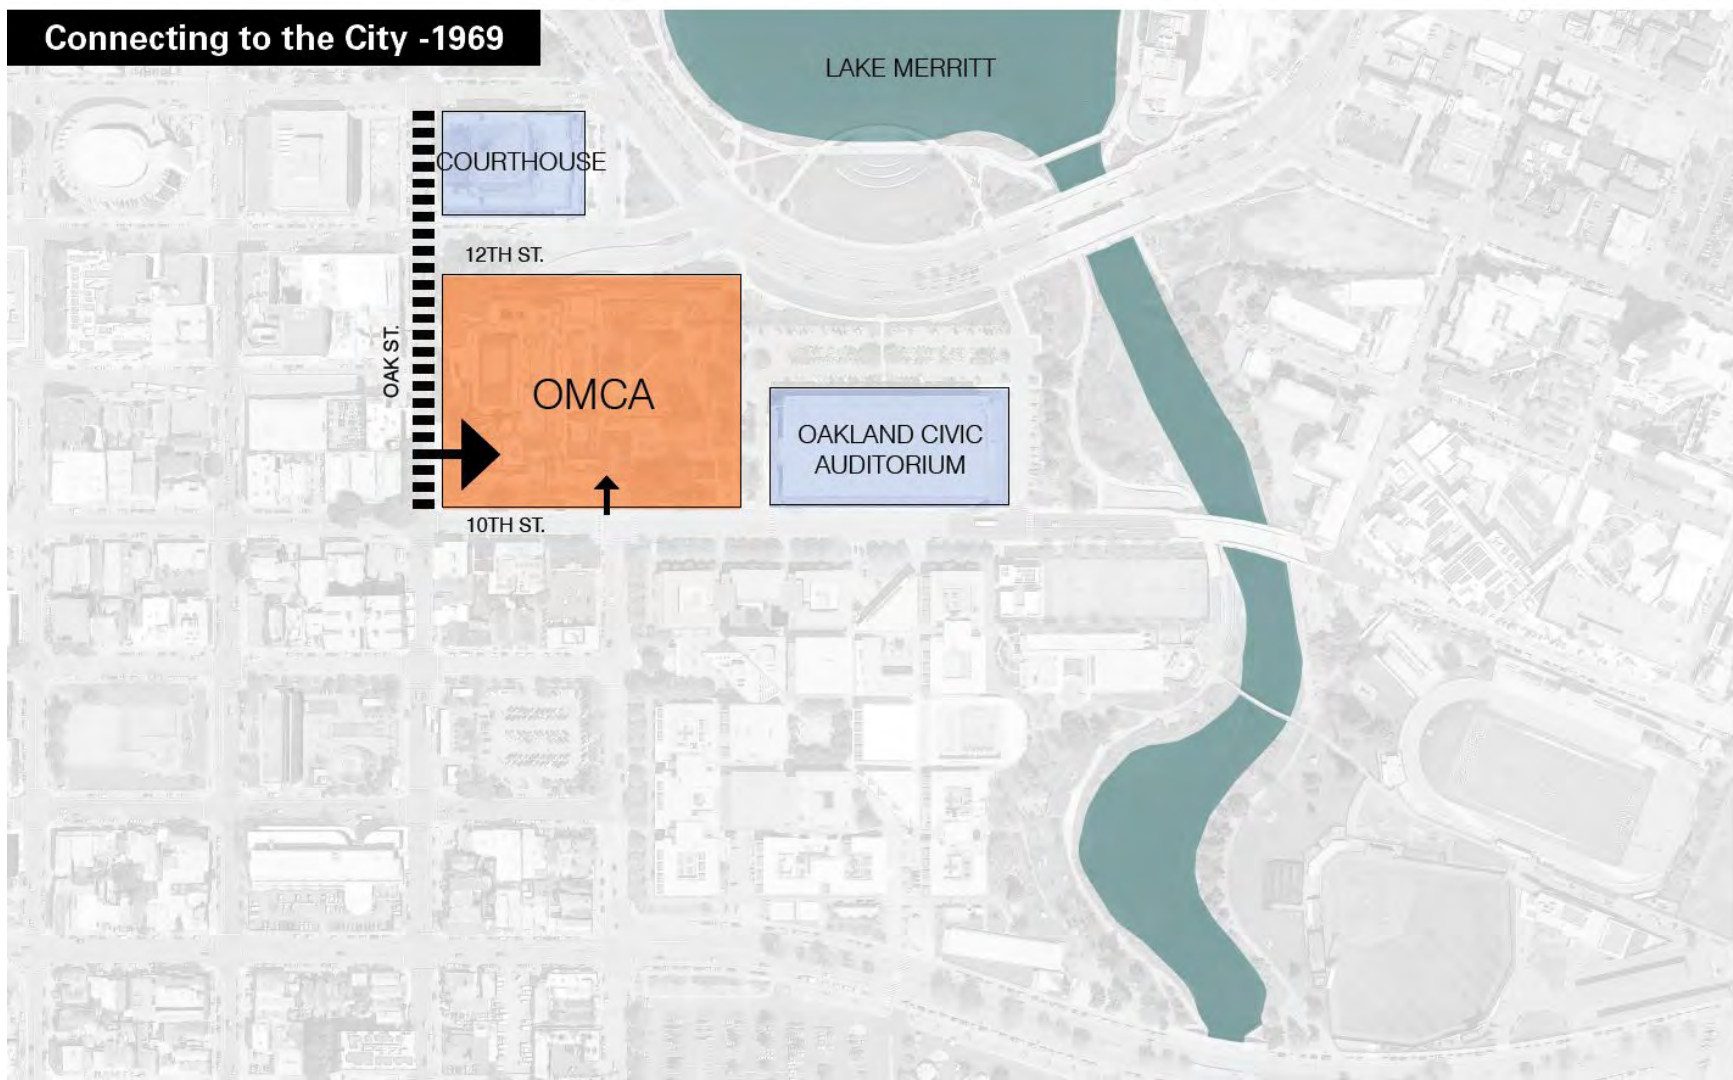 Connecting to the City -1969
LAKE MERRITT
COURTHOUSE
12TH ST.
OAK ST.
OMCA
OAKLAND CIVIC
AUDITORIUM
10TH ST.